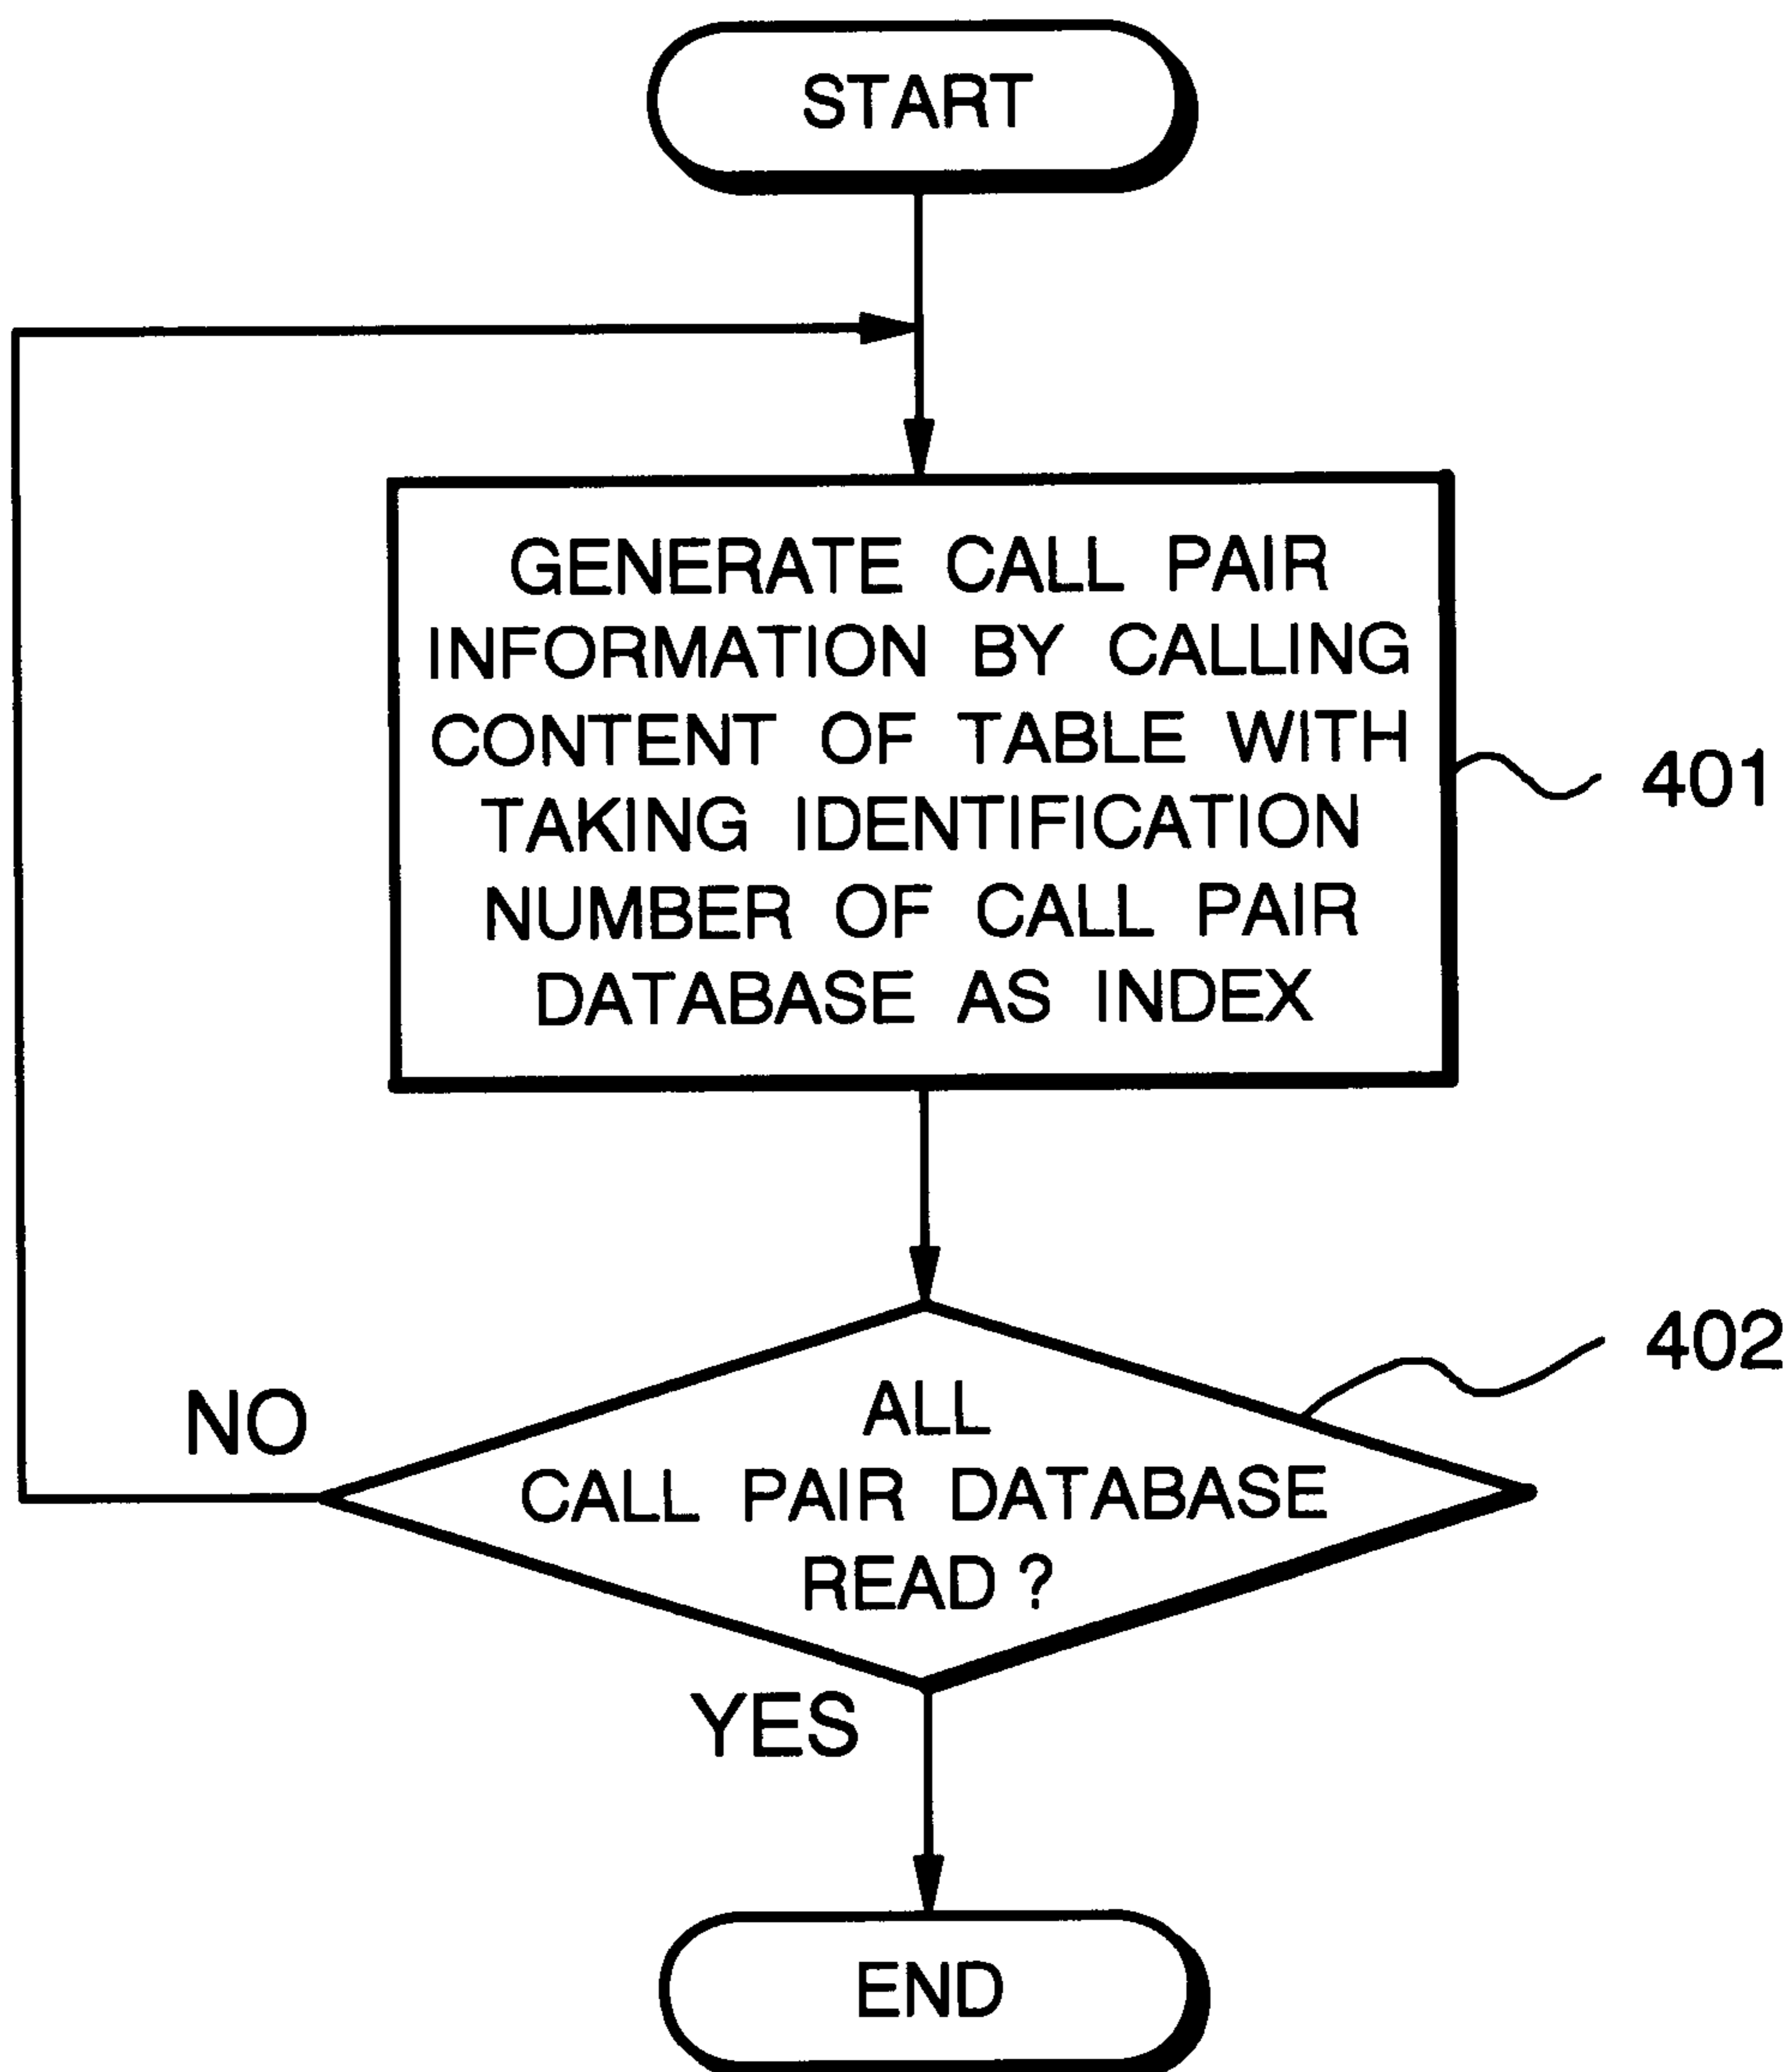 START
GENERATE CALL PAIR
INFORMATION BY CALLING
CONTENT OF TABLE WITH
TAKING IDENTIFICATION
NUMBER OF CALL PAIR
DATABASE AS INDEX
401
402
ALL
CALL PAIR DATABASE
READ ?
NO
YES
END